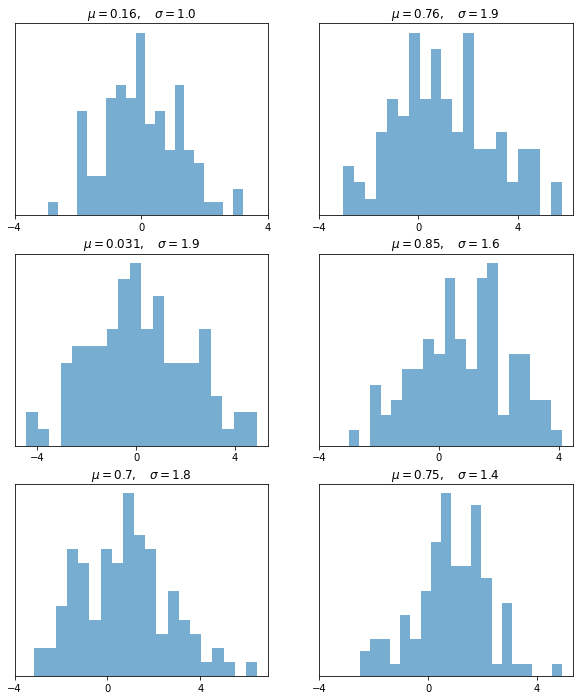 μ = 0.16, σ = 1.0
μ = 0.76, σ = 1.9
−4 0 4
−4 0 4
μ = 0.031, σ = 1.9
μ = 0.85, σ = 1.6
−4 0 4
−4 0 4
μ = 0.7, σ = 1.8
μ = 0.75, σ = 1.4
−4 0 4
−4 0 4